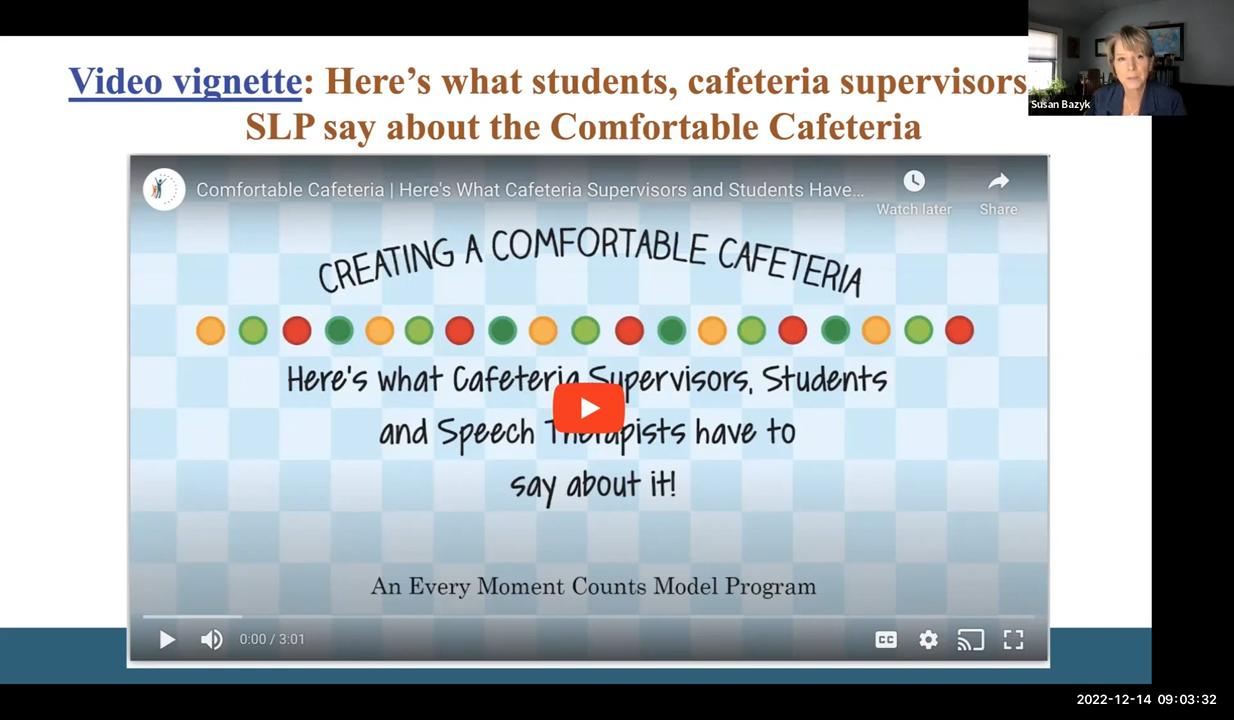 Video vignette: Here's what students, cafeteria supervisors
SLP say about the Comfortable Cafeteria
Susan Bazyk
Comfortable Cafeteria | Here's What Cafeteria Supervisors and Students Have...
Watch later
Share
CREATING A COMFORTABLE CAFETERIA
Here's what Cafeteria Supervisors, Students
and Speech Therapists have to
say about it!
An Every Moment Counts Model Program
0:00 / 3:01
CC
2022-12-14 09:03:32